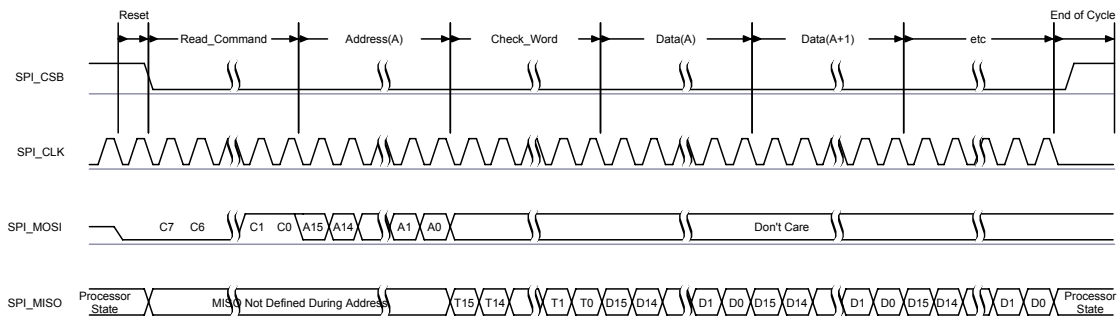 Reset
End of Cycle
Read_Command Address(A) Check_Word Data(A) Data(A+1) etc
SPI_CSB
SPI_CLK
SPI_MOSI C7 C6 C1 C0 A15 A14 A1 A0 Don't Care
SPI_MISO Processor State MISO Not Defined During Address T15 T14 T1 T0 D15 D14 D1 D0 D15 D14 D1 D0 D15 D14 D1 D0 Processor State